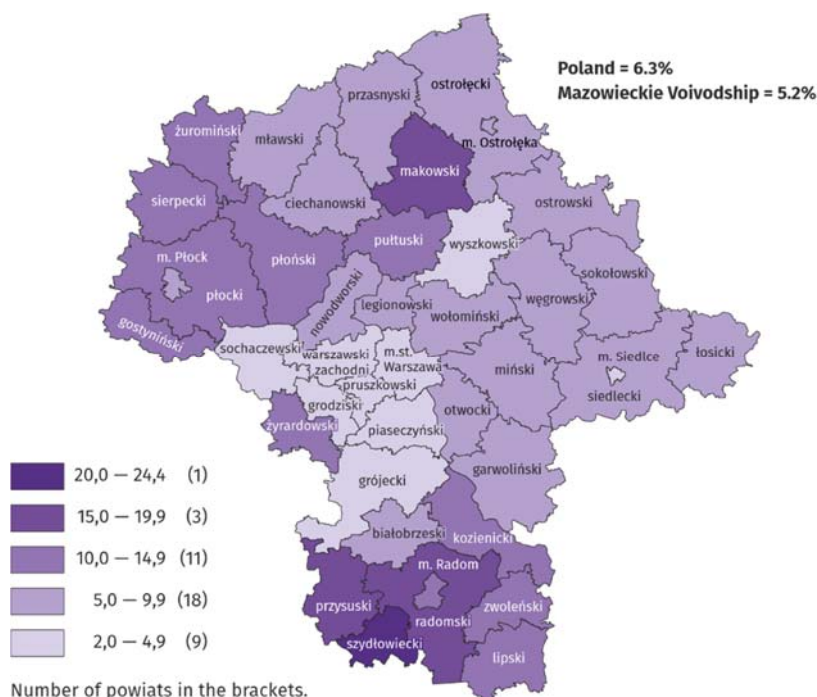 Poland = 6.3%
Mazowieckie Voivodship = 5.2%
ostrołęcki
przasnyski
żuromiński
mławski
m. Ostrołęka
makowski
sierpecki
ciechanowski
ostrowski
pułtuski
wyszkowski
m. Płock
płoński
sokołowski
płocki
nowodworski
legionowski
węgrowski
gostyniński
wołomiński
sochaczewski
warszawski
zachodni
m.st.
Warszawa
m. Siedlce
łosicki
miński
pruszkowski
siedlecki
grodziski
otwocki
żyrardowski
piaseczyński
garwoliński
grójecki
białobrzeski
kozienicki
m. Radom
przysuski
zwoleński
radomski
szydłowiecki
lipski
20,0 — 24,4 (1)
15,0 — 19,9 (3)
10,0 — 14,9 (11)
5,0 — 9,9 (18)
2,0 — 4,9 (9)
Number of powiats in the brackets.